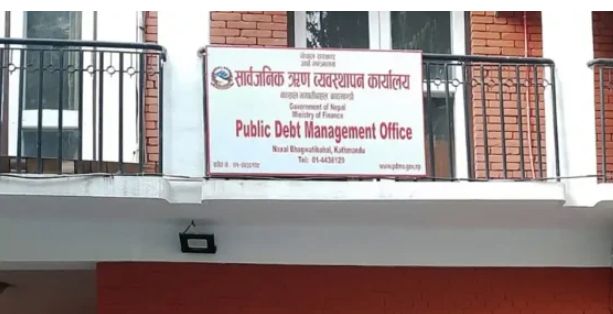 नेपाल सरकार
अर्थ मन्त्रालय
सार्वजनिक ऋण व्यवस्थापन कार्यालय
Government of Nepal
Ministry of Finance
Public Debt Management Office
Naxal Bhagwatibahal, Kathmandu
Tel: 01-4436129
www.pdmo.gov.np